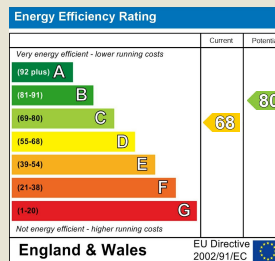 Energy Efficiency Rating
Current Potential
Very energy efficient - lower running costs
(92 plus) A
(81-91) B
80
(69-80) C
68
(55-68) D
(39-54) E
(21-38) F
(1-20) G
Not energy efficient - higher running costs
England & Wales
EU Directive
2002/91/EC